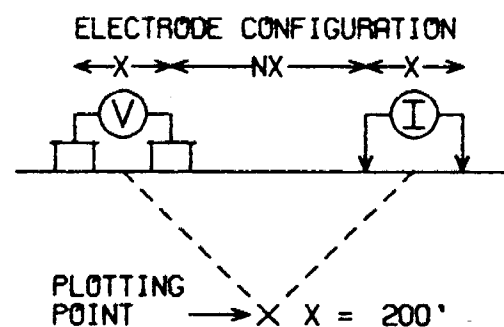 ELECTRODE CONFIGURATION
X NX X
V I
PLOTTING
POINT X X = 200'